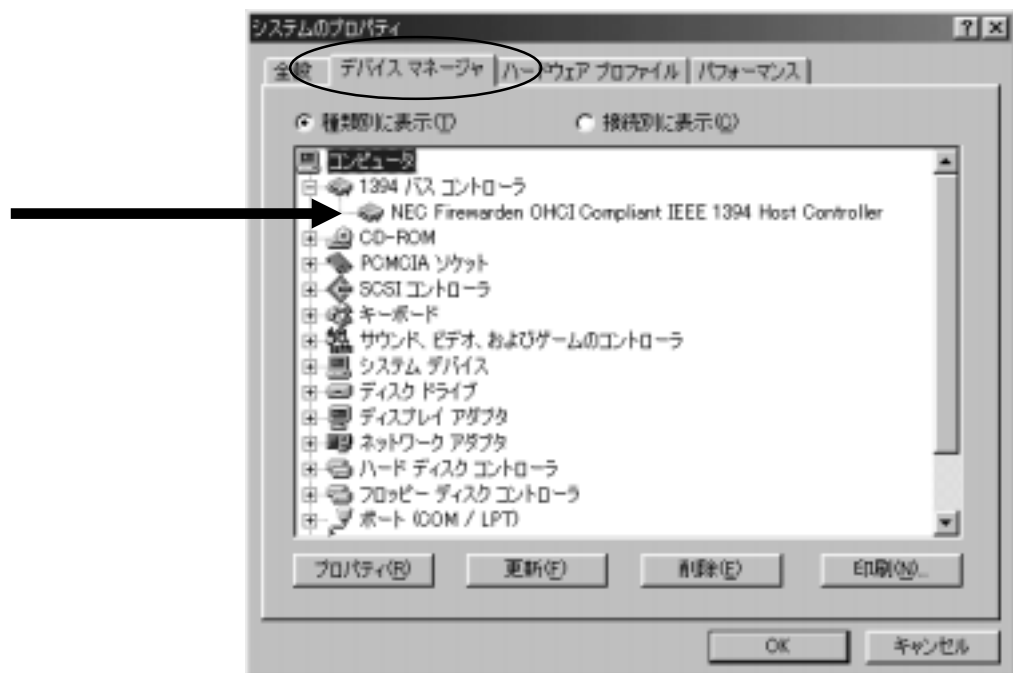 システムのプロパティ
全般 デバイス マネージャ ハードウェア プロファイル パフォーマンス
種類別に表示(T) 接続別に表示(C)
コンピュータ
1394 バス コントローラ
NEC Firewarden OHCI Compliant IEEE 1394 Host Controller
CD-ROM
PCMCIA ソケット
SCSI コントローラ
キーボード
サウンド、ビデオ、およびゲームのコントローラ
システム デバイス
ディスク ドライブ
ディスプレイ アダプタ
ネットワーク アダプタ
ハード ディスク コントローラ
フロッピー ディスク コントローラ
ポート (COM / LPT)
プロパティ(R) 更新(F) 削除(E) 印刷(N)...
OK キャンセル